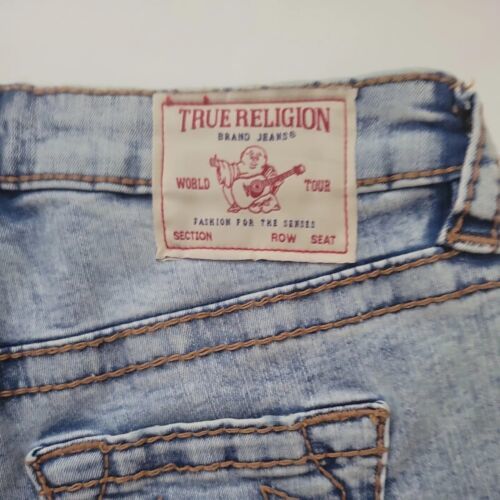 TRUE RELIGION
BRAND JEANS®
WORLD TOUR
FASHION FOR THE SENSES
SECTION ROW SEAT